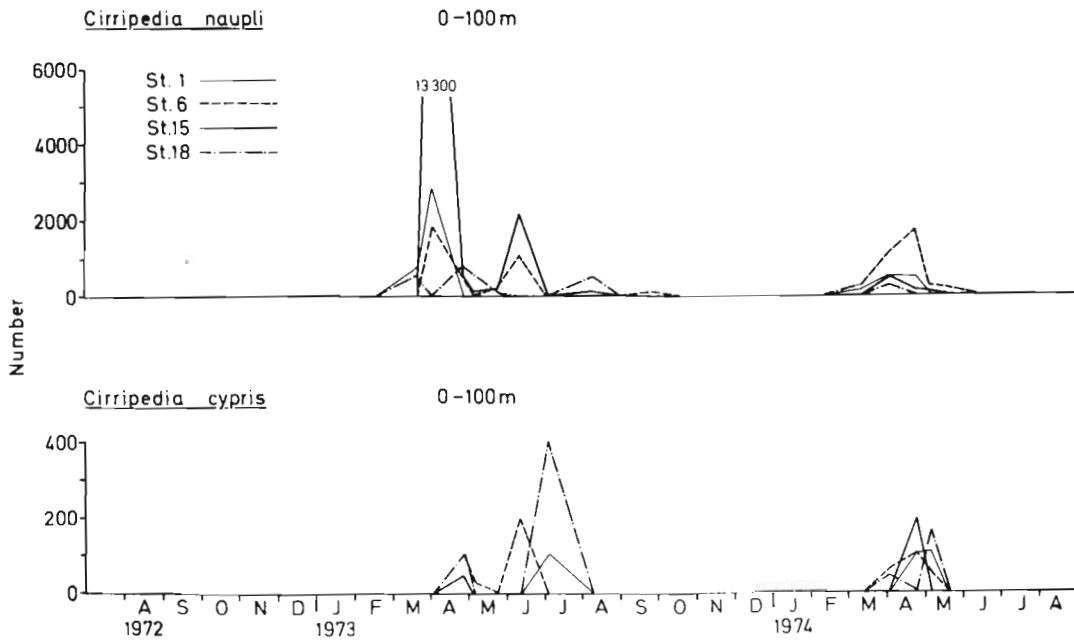 Cirripedia naupli 0-100m
6000
4000
2000
0
St. 1
St. 6
St.15
St.18
13 300
Number
Cirripedia cypris 0-100m
400
200
0
A S O N D J F M A M J J A S O N D J F M A M J J A
1972 1973 1974